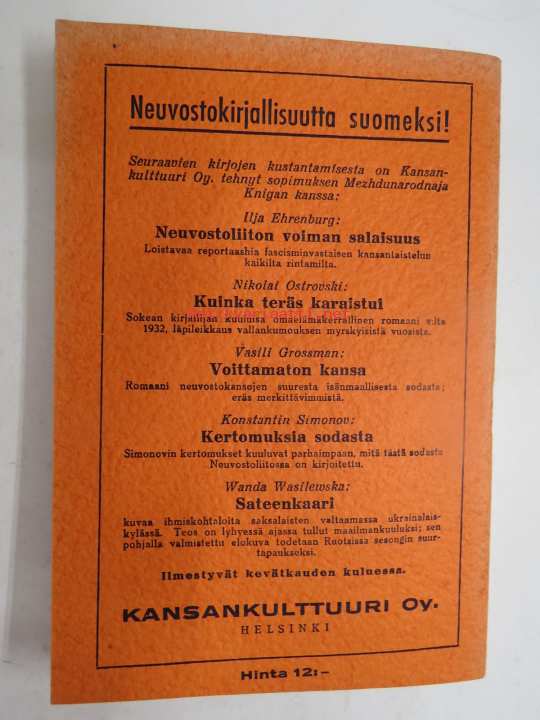 Neuvostokirjallisuutta suomeksi!
Seuraavien kirjojen kustantamisesta on Kansan-
kulttuuri Oy. tehnyt sopimuksen Mezhdunarodnaja
Knigan kanssa:
Ilja Ehrenburg:
Neuvostoliiton voiman salaisuus
Loistavaa reportaashia fascisminvastaisen kansantaistelun
kaikilta rintamilta.
Nikolai Ostrovski:
Kuinka teräs karaistui
Sokean kirjailijan kuuluisa omaelämäkerrallinen romaani v:lta
1932, läpileikkaus vallankumouksen myrskyisistä vuosista.
Vasili Grossman:
Voittamaton kansa
Romaani neuvostokansojen suuresta isänmaallisesta sodasta;
eräs merkittävimmistä.
Konstantin Simonov:
Kertomuksia sodasta
Simonovin kertomukset kuuluvat parhaimpaan, mitä tästä sodasta
Neuvostoliitossa on kirjoitettu.
Wanda Wasilewska:
Sateenkaari
kuvaa ihmiskohtaloita saksalaisten valtaamassa ukrainalais-
kylässä. Teos on lyhyessä ajassa tullut maailmankuuluksi; sen
pohjalla valmistettu elokuva todetaan Ruotsissa sesongin suur-
tapaukseksi.
Ilmestyvät kevätkauden kuluessa.
KANSANKULTTUURI Oy.
HELSINKI
Hinta 12:-